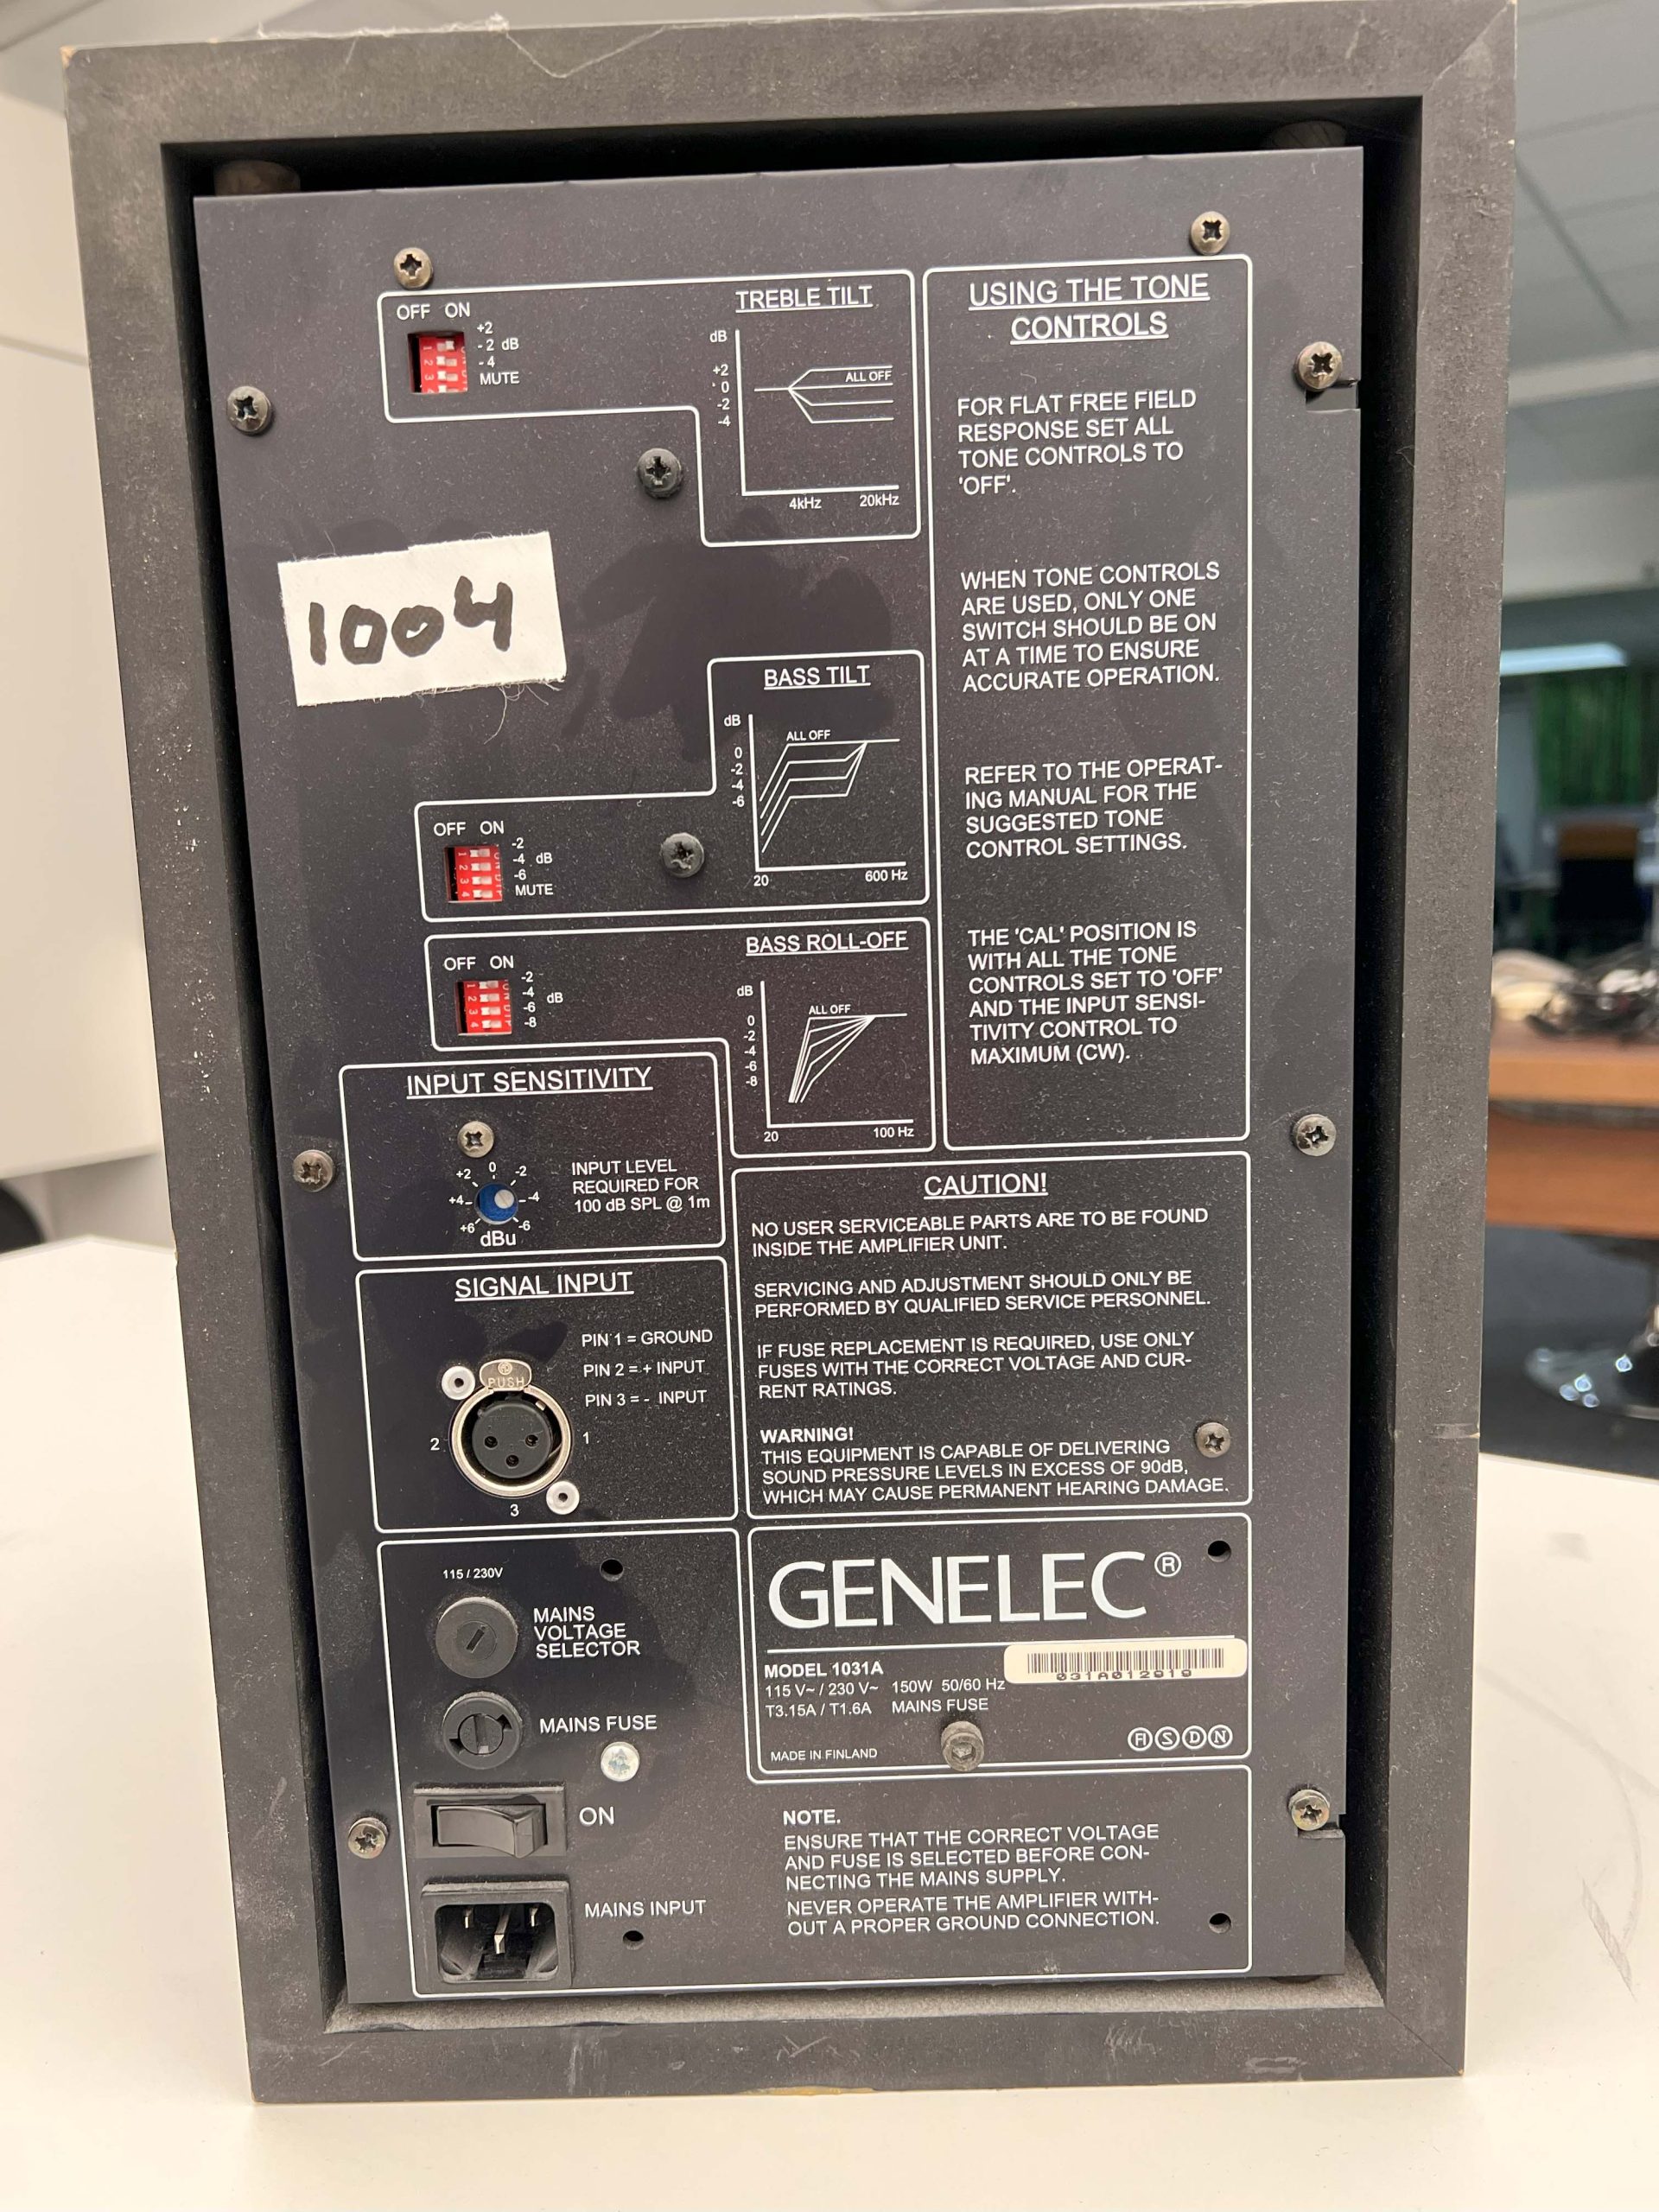 OFF ON
+2
-2 dB
-4
MUTE
TREBLE TILT
dB
+2
0
-2
-4
ALL OFF
4kHz 20kHz
USING THE TONE
CONTROLS
FOR FLAT FREE FIELD
RESPONSE SET ALL
TONE CONTROLS TO
'OFF'.
WHEN TONE CONTROLS
ARE USED, ONLY ONE
SWITCH SHOULD BE ON
AT A TIME TO ENSURE
ACCURATE OPERATION.
REFER TO THE OPERAT-
ING MANUAL FOR THE
SUGGESTED TONE
CONTROL SETTINGS.
THE 'CAL' POSITION IS
WITH ALL THE TONE
CONTROLS SET TO 'OFF'
AND THE INPUT SENSI-
TIVITY CONTROL TO
MAXIMUM (CW).
1004
BASS TILT
dB
ALL OFF
0
-2
-4
-6
20 600 Hz
OFF ON
-2
-4 dB
-6
MUTE
1
2
3
4
BASS ROLL-OFF
OFF ON
-2
-4
-6 dB
-8
dB
ALL OFF
0
-2
-4
-6
-8
20 100 Hz
INPUT SENSITIVITY
+2 0 -2
+4 -4
+6 -6
dBu
INPUT LEVEL
REQUIRED FOR
100 dB SPL @ 1m
SIGNAL INPUT
PIN 1 = GROUND
PIN 2 = + INPUT
PIN 3 = - INPUT
PUSH
2 1
3
CAUTION!
NO USER SERVICEABLE PARTS ARE TO BE FOUND
INSIDE THE AMPLIFIER UNIT.
SERVICING AND ADJUSTMENT SHOULD ONLY BE
PERFORMED BY QUALIFIED SERVICE PERSONNEL.
IF FUSE REPLACEMENT IS REQUIRED, USE ONLY
FUSES WITH THE CORRECT VOLTAGE AND CUR-
RENT RATINGS.
WARNING!
THIS EQUIPMENT IS CAPABLE OF DELIVERING
SOUND PRESSURE LEVELS IN EXCESS OF 90dB,
WHICH MAY CAUSE PERMANENT HEARING DAMAGE.
115 / 230V
MAINS
VOLTAGE
SELECTOR
MAINS FUSE
ON
MAINS INPUT
GENELEC®
MODEL 1031A
115 V~ / 230 V~ 150W 50/60 Hz
T3.15A / T1.6A MAINS FUSE
MADE IN FINLAND
FI S D N
NOTE.
ENSURE THAT THE CORRECT VOLTAGE
AND FUSE IS SELECTED BEFORE CON-
NECTING THE MAINS SUPPLY.
NEVER OPERATE THE AMPLIFIER WITH-
OUT A PROPER GROUND CONNECTION.